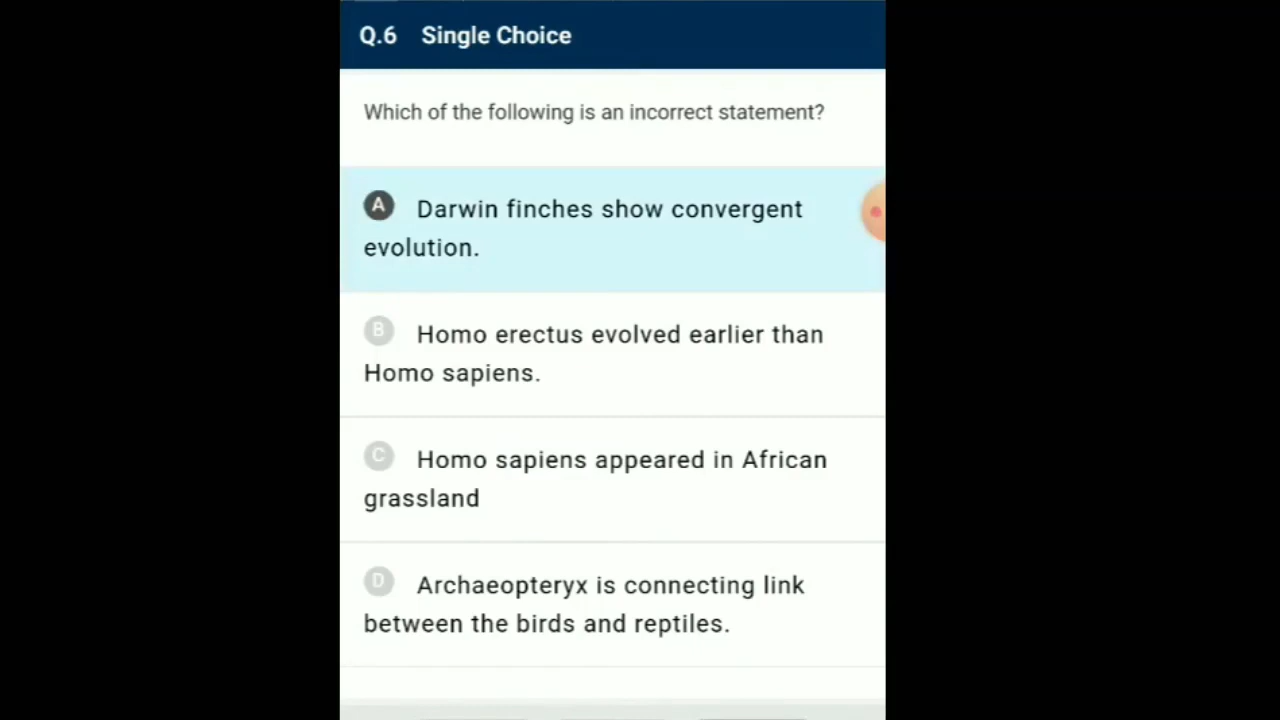 Q.6 Single Choice
Which of the following is an incorrect statement?
A Darwin finches show convergent
evolution.
B Homo erectus evolved earlier than
Homo sapiens.
C Homo sapiens appeared in African
grassland
D Archaeopteryx is connecting link
between the birds and reptiles.